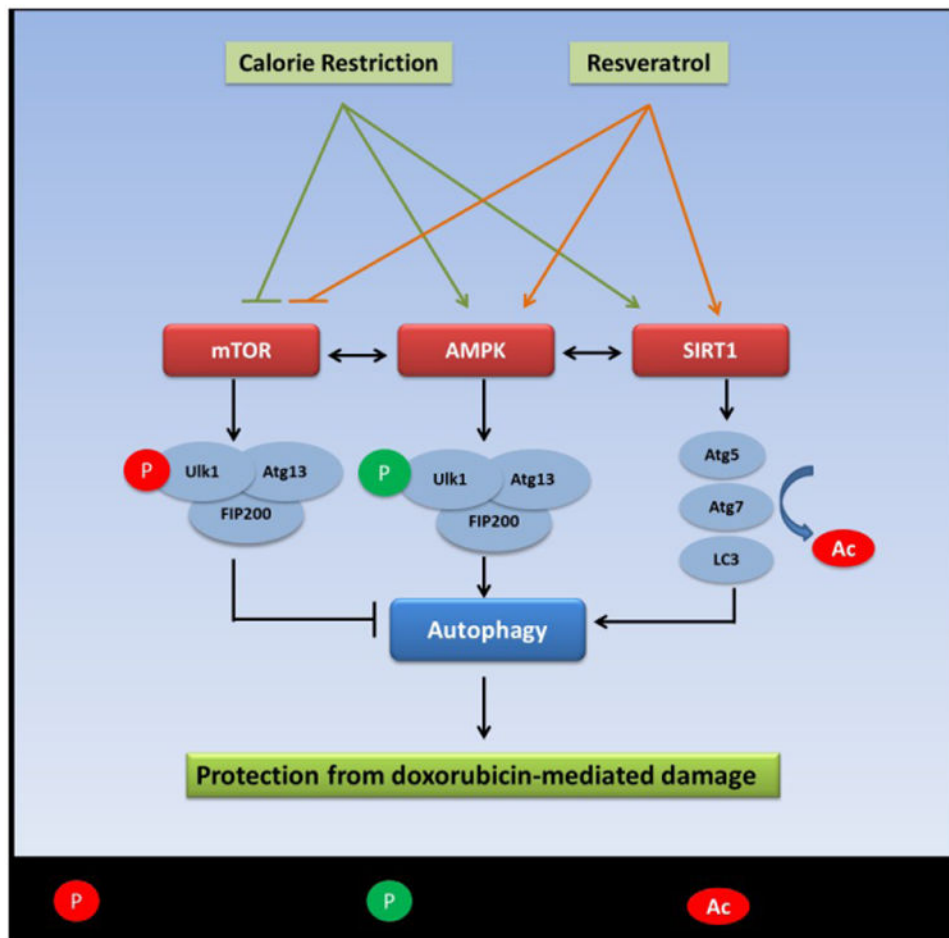 Calorie Restriction
Resveratrol
mTOR
AMPK
SIRT1
P
Ulk1
Atg13
FIP200
P
Ulk1
Atg13
FIP200
Atg5
Atg7
LC3
Ac
Autophagy
Protection from doxorubicin-mediated damage
P
P
Ac